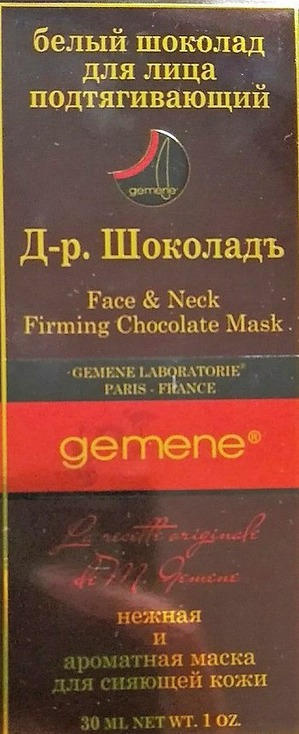 белый шоколад
для лица
подтягивающий
gemene
Д-р. Шоколадъ
Face & Neck
Firming Chocolate Mask
GEMENE LABORATORIE®
PARIS - FRANCE
gemene®
La recette originale
de M. Gemene
нежная
и
ароматная маска
для сияющей кожи
30 ML NET WT. 1 OZ.